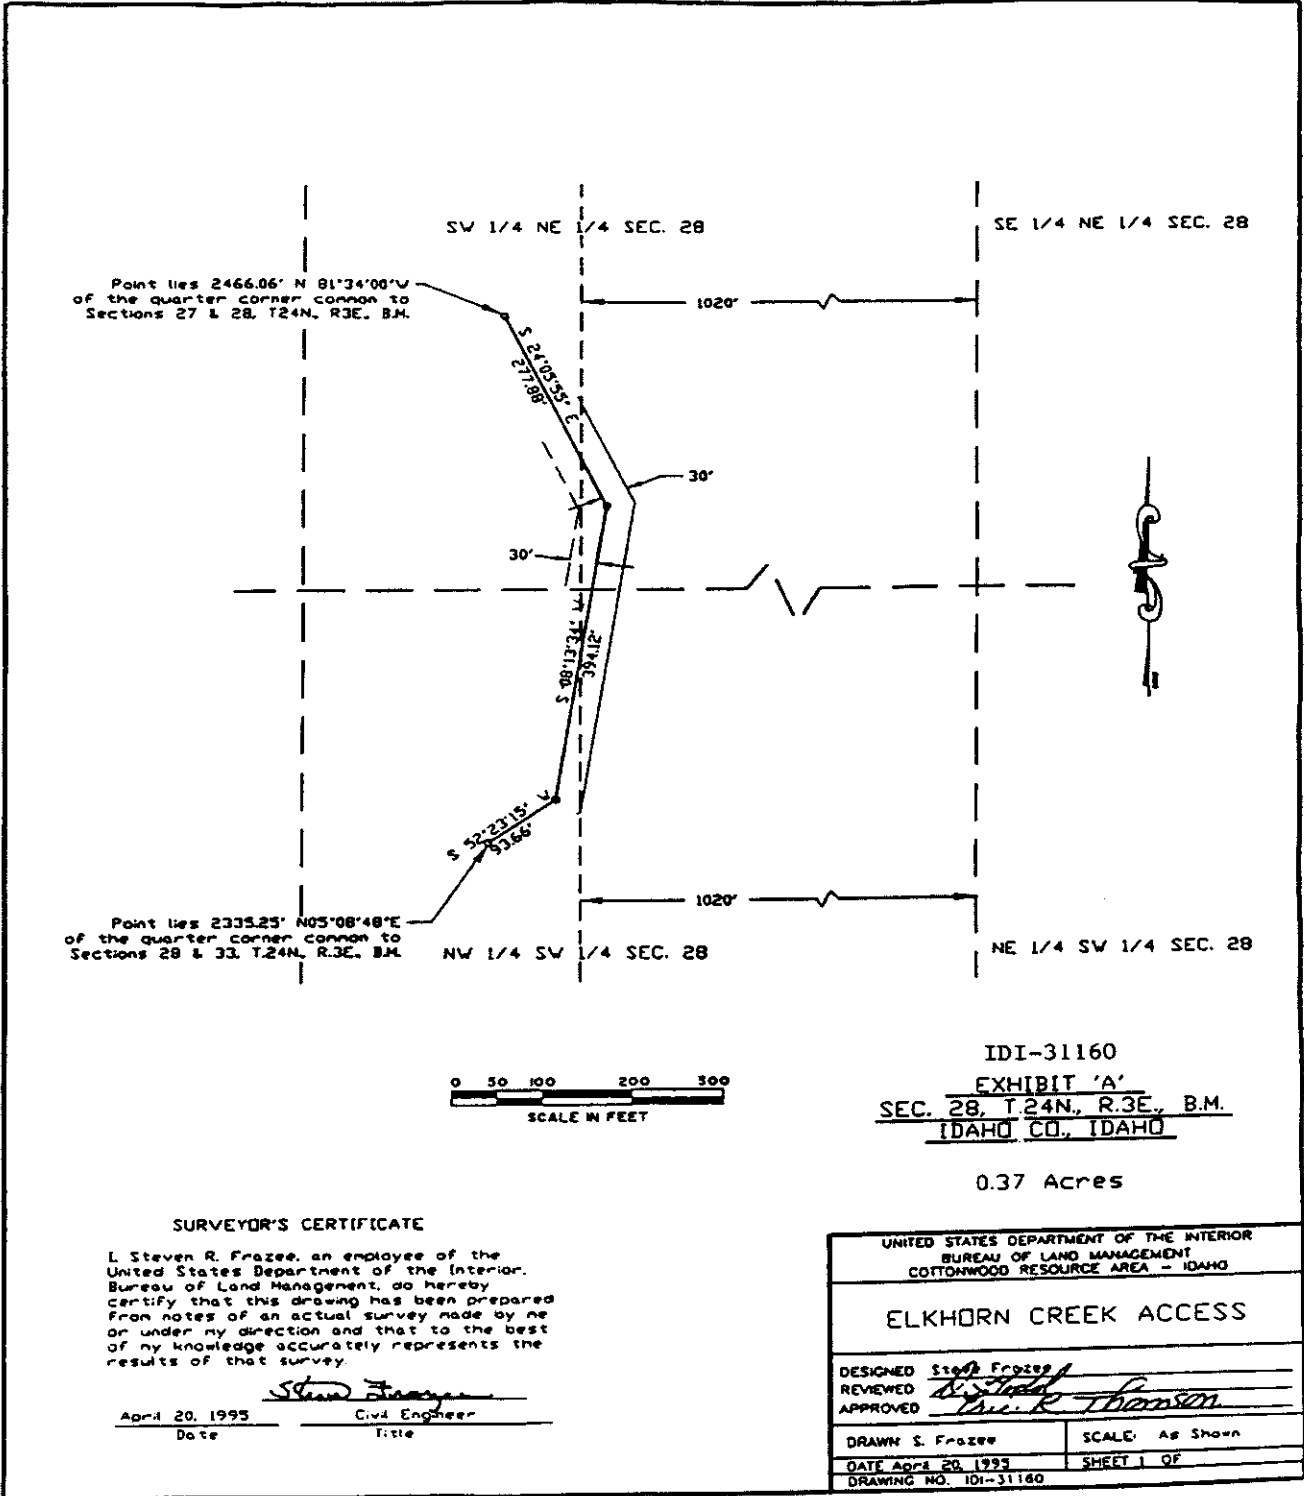 SW 1/4 NE 1/4 SEC. 28
SE 1/4 NE 1/4 SEC. 28
Point lies 2466.06' N 81°34'00"W
of the quarter corner common to
Sections 27 & 28, T24N., R3E., B.M.
1020'
S 24°05'55" E
277.88'
30'
30'
S 08°13'34" W
394.12'
S 52°23'15" W
93.66'
1020'
Point lies 2335.25' N05°08'48"E
of the quarter corner common to
Sections 28 & 33, T.24N., R.3E., B.M.
NW 1/4 SW 1/4 SEC. 28
NE 1/4 SW 1/4 SEC. 28
0 50 100 200 300
SCALE IN FEET
IDI-31160
EXHIBIT 'A'
SEC. 28, T.24N., R.3E., B.M.
IDAHO CO., IDAHO
0.37 Acres
SURVEYOR'S CERTIFICATE
I, Steven R. Frazee, an employee of the
United States Department of the Interior,
Bureau of Land Management, do hereby
certify that this drawing has been prepared
from notes of an actual survey made by me
or under my direction and that to the best
of my knowledge accurately represents the
results of that survey.
Steven Frazee
April 20, 1995 Civil Engineer
Date Title
UNITED STATES DEPARTMENT OF THE INTERIOR
BUREAU OF LAND MANAGEMENT
COTTONWOOD RESOURCE AREA - IDAHO
ELKHORN CREEK ACCESS
DESIGNED Steve Frazee
REVIEWED
APPROVED Eric R Thomson
DRAWN S. Frazee SCALE: As Shown
DATE April 20, 1995 SHEET 1 OF
DRAWING NO. IDI-31160